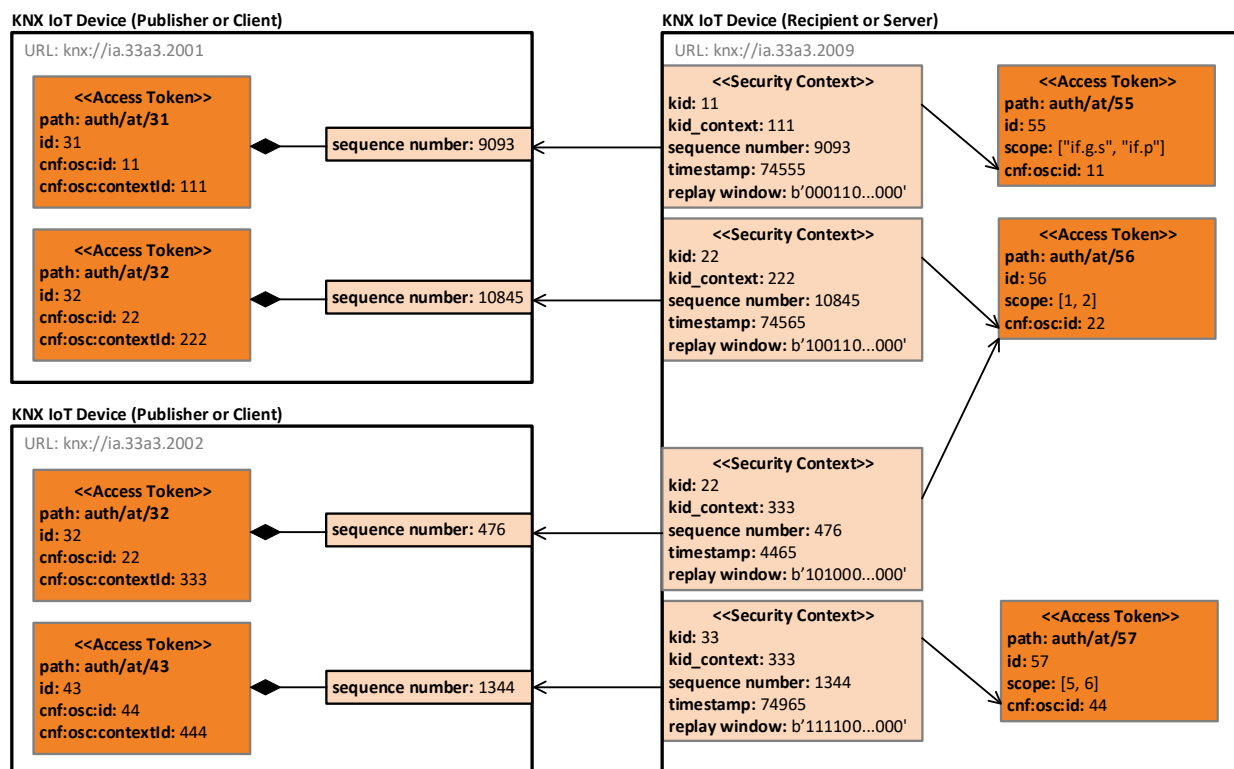 KNX IoT Device (Publisher or Client)
URL: knx://ia.33a3.2001
<<Access Token>>
path: auth/at/31
id: 31
cnf:osc:id: 11
cnf:osc:contextId: 111
sequence number: 9093
<<Access Token>>
path: auth/at/32
id: 32
cnf:osc:id: 22
cnf:osc:contextId: 222
sequence number: 10845
KNX IoT Device (Publisher or Client)
URL: knx://ia.33a3.2002
<<Access Token>>
path: auth/at/32
id: 32
cnf:osc:id: 22
cnf:osc:contextId: 333
sequence number: 476
<<Access Token>>
path: auth/at/43
id: 43
cnf:osc:id: 44
cnf:osc:contextId: 444
sequence number: 1344
KNX IoT Device (Recipient or Server)
URL: knx://ia.33a3.2009
<<Security Context>>
kid: 11
kid_context: 111
sequence number: 9093
timestamp: 74555
replay window: b’000110...000'
<<Access Token>>
path: auth/at/55
id: 55
scope: ["if.g.s", "if.p"]
cnf:osc:id: 11
<<Security Context>>
kid: 22
kid_context: 222
sequence number: 10845
timestamp: 74565
replay window: b’100110...000'
<<Access Token>>
path: auth/at/56
id: 56
scope: [1, 2]
cnf:osc:id: 22
<<Security Context>>
kid: 22
kid_context: 333
sequence number: 476
timestamp: 4465
replay window: b’101000...000'
<<Security Context>>
kid: 33
kid_context: 333
sequence number: 1344
timestamp: 74965
replay window: b’111100...000'
<<Access Token>>
path: auth/at/57
id: 57
scope: [5, 6]
cnf:osc:id: 44